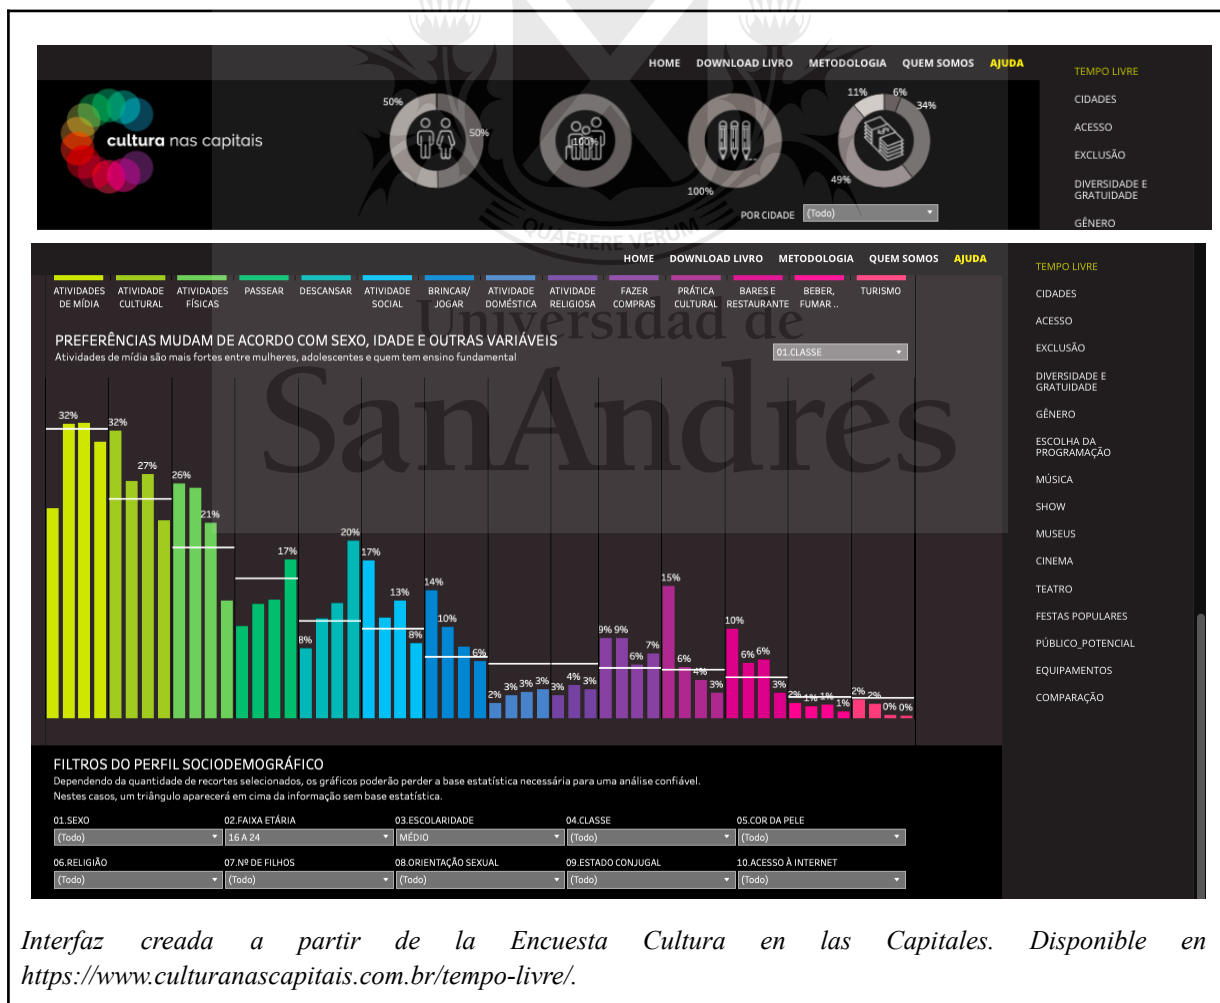 HOME DOWNLOAD LIVRO METODOLOGIA QUEM SOMOS AJUDA
cultura nas capitais
50%
50%
100%
100%
11%
6%
34%
49%
POR CIDADE (Todo)
TEMPO LIVRE
CIDADES
ACESSO
EXCLUSÃO
DIVERSIDADE E
GRATUIDADE
GÊNERO
QUAERERE VERUM
Universidad de
SanAndrés
HOME DOWNLOAD LIVRO METODOLOGIA QUEM SOMOS AJUDA
ATIVIDADES DE MÍDIA
ATIVIDADE CULTURAL
ATIVIDADES FÍSICAS
PASSEAR
DESCANSAR
ATIVIDADE SOCIAL
BRINCAR/ JOGAR
ATIVIDADE DOMÉSTICA
ATIVIDADE RELIGIOSA
FAZER COMPRAS
PRÁTICA CULTURAL
BARES E RESTAURANTE
BEBER, FUMAR ..
TURISMO
PREFERÊNCIAS MUDAM DE ACORDO COM SEXO, IDADE E OUTRAS VARIÁVEIS
Atividades de mídia são mais fortes entre mulheres, adolescentes e quem tem ensino fundamental
01.CLASSE
32%
32% 27%
26% 21%
17%
8% 20%
17% 13% 8%
14% 10% 6%
2% 3% 3% 3%
3% 4% 3%
9% 9% 6% 7%
15% 6% 4% 3%
10% 6% 6% 3%
2% 1% 1% 1%
2% 2% 0% 0%
TEMPO LIVRE
CIDADES
ACESSO
EXCLUSÃO
DIVERSIDADE E
GRATUIDADE
GÊNERO
ESCOLHA DA
PROGRAMAÇÃO
MÚSICA
SHOW
MUSEUS
CINEMA
TEATRO
FESTAS POPULARES
PÚBLICO_POTENCIAL
EQUIPAMENTOS
COMPARAÇÃO
FILTROS DO PERFIL SOCIODEMOGRÁFICO
Dependendo da quantidade de recortes selecionados, os gráficos poderão perder a base estatística necessária para uma análise confiável.
Nestes casos, um triângulo aparecerá em cima da informação sem base estatística.
01.SEXO 02.FAIXA ETÁRIA 03.ESCOLARIDADE 04.CLASSE 05.COR DA PELE
(Todo) 16 A 24 MÉDIO (Todo) (Todo)
06.RELIGIÃO 07.Nº DE FILHOS 08.ORIENTAÇÃO SEXUAL 09.ESTADO CONJUGAL 10.ACESSO À INTERNET
(Todo) (Todo) (Todo) (Todo) (Todo)
Interfaz creada a partir de la Encuesta Cultura en las Capitales. Disponible en
https://www.culturanascapitais.com.br/tempo-livre/.